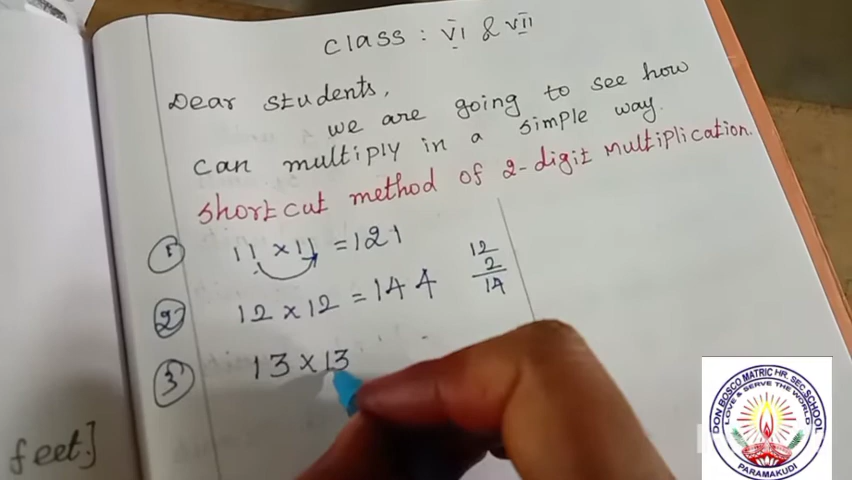 class : VI & VII
Dear students,
we are going to see how
can multiply in a simple way.
shortcut method of 2-digit multiplication.
1 11 × 11 = 121
2 12 × 12 = 144
12
2
14
3 13 × 13
feet.]
DON BOSCO MATRIC HR. SEC SCHOOL
LOVE & SERVE THE WORLD
PARAMAKUDI